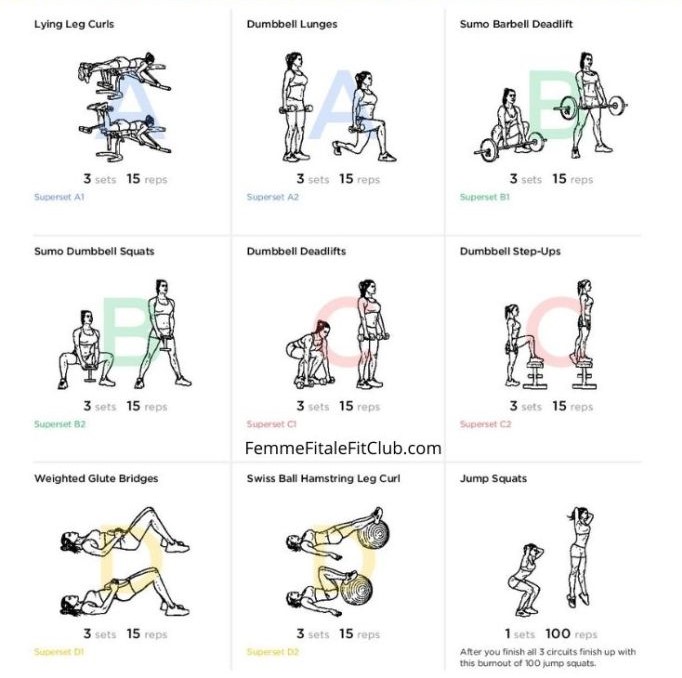 Lying Leg Curls
Dumbbell Lunges
Sumo Barbell Deadlift
A
A
B
3 sets 15 reps
3 sets 15 reps
3 sets 15 reps
Superset A1
Superset A2
Superset B1
Sumo Dumbbell Squats
Dumbbell Deadlifts
Dumbbell Step-Ups
B
C
C
3 sets 15 reps
3 sets 15 reps
3 sets 15 reps
Superset B2
Superset C1
Superset C2
FemmeFitaleFitClub.com
Weighted Glute Bridges
Swiss Ball Hamstring Leg Curl
Jump Squats
D
D
3 sets 15 reps
3 sets 15 reps
1 sets 100 reps
Superset D1
Superset D2
After you finish all 3 circuits finish up with
this burnout of 100 jump squats.